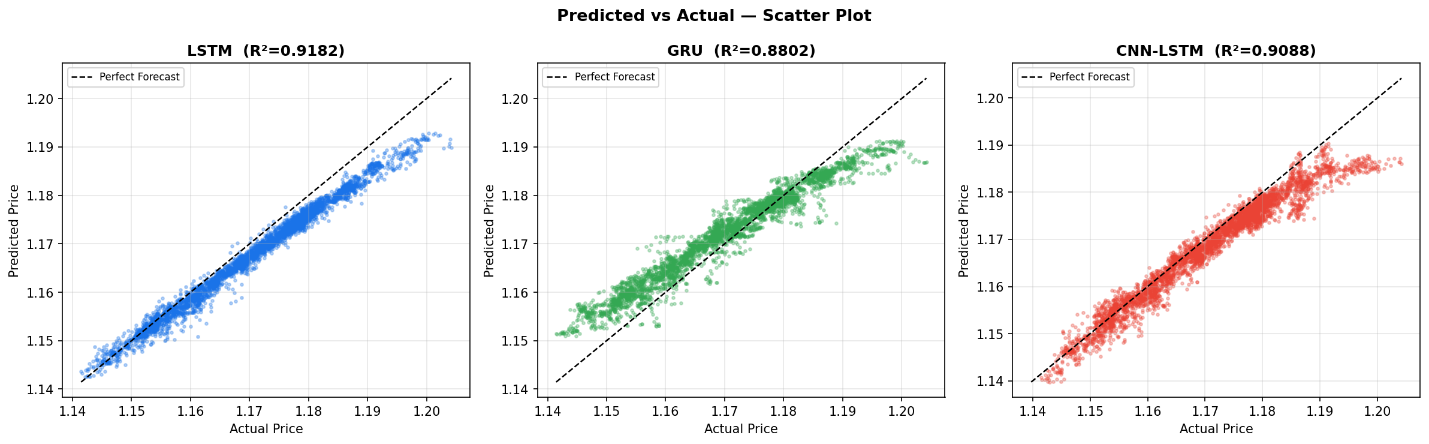 Predicted vs Actual — Scatter Plot
LSTM (R²=0.9182)
Perfect Forecast
Predicted Price
1.20
1.19
1.18
1.17
1.16
1.15
1.14
1.14 1.15 1.16 1.17 1.18 1.19 1.20
Actual Price
GRU (R²=0.8802)
Perfect Forecast
Predicted Price
1.20
1.19
1.18
1.17
1.16
1.15
1.14
1.14 1.15 1.16 1.17 1.18 1.19 1.20
Actual Price
CNN-LSTM (R²=0.9088)
Perfect Forecast
Predicted Price
1.20
1.19
1.18
1.17
1.16
1.15
1.14
1.14 1.15 1.16 1.17 1.18 1.19 1.20
Actual Price